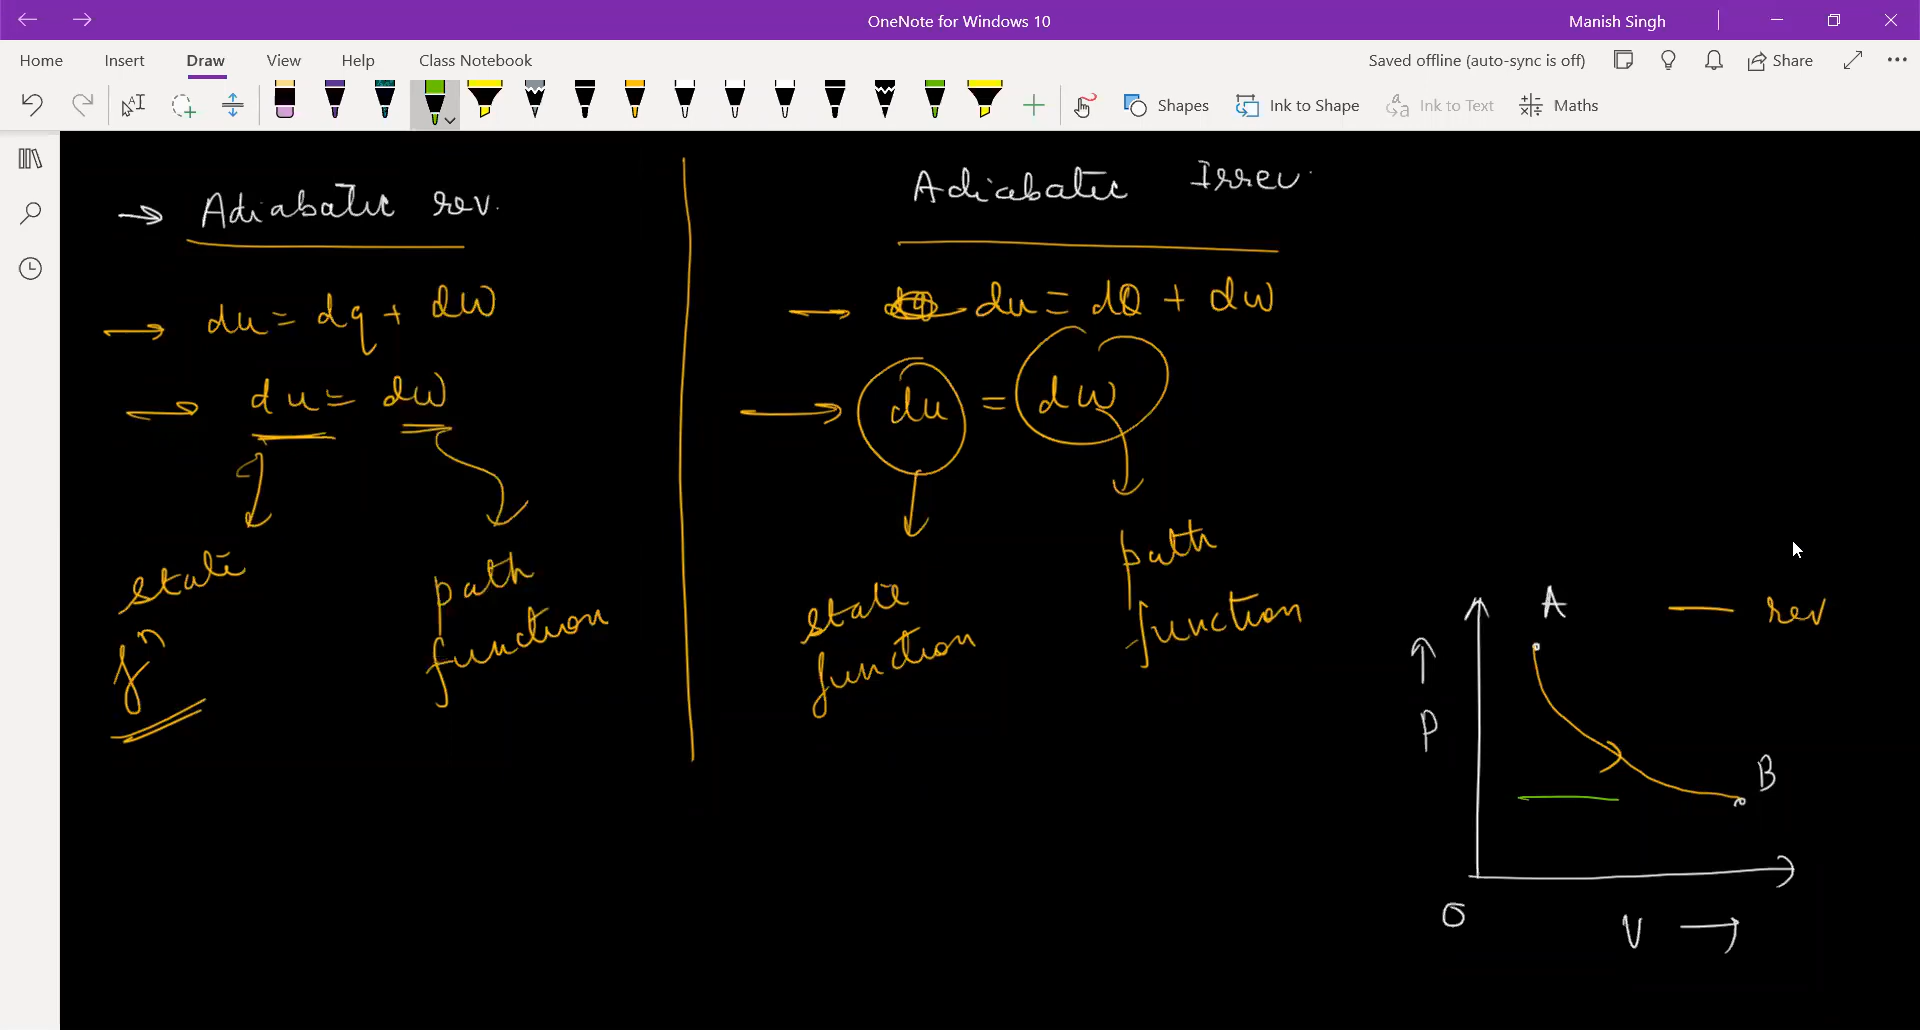 OneNote for Windows 10
Manish Singh
Home Insert Draw View Help Class Notebook
Saved offline (auto-sync is off)
Share
Shapes
Ink to Shape
Ink to Text
Maths
→ Adiabatic rev.
→ du = dq + dw
→ du = dw
state
fⁿ
path
function
Adiabatic Irrev.
→ du = dQ + dw
→ du = dw
state
function
path
function
A
— rev
↑
P
B
O
V →